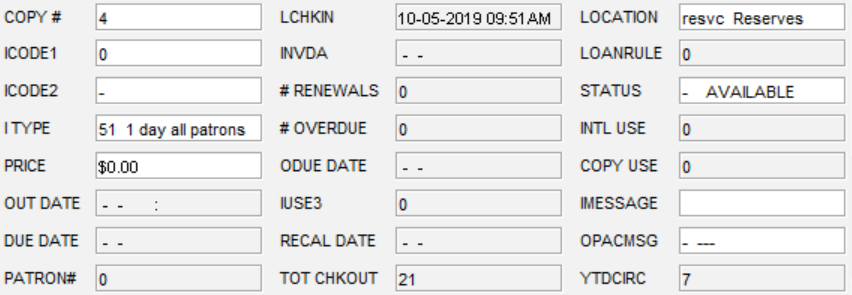 COPY # 4 LCHKIN 10-05-2019 09:51AM LOCATION resvc Reserves
ICODE1 0 INVDA - - LOANRULE 0
ICODE2 - # RENEWALS 0 STATUS - AVAILABLE
I TYPE 51 1 day all patrons # OVERDUE 0 INTL USE 0
PRICE $0.00 ODUE DATE - - COPY USE 0
OUT DATE - - : IUSE3 0 IMESSAGE
DUE DATE - - RECAL DATE - - OPACMSG - ---
PATRON# 0 TOT CHKOUT 21 YTDCIRC 7